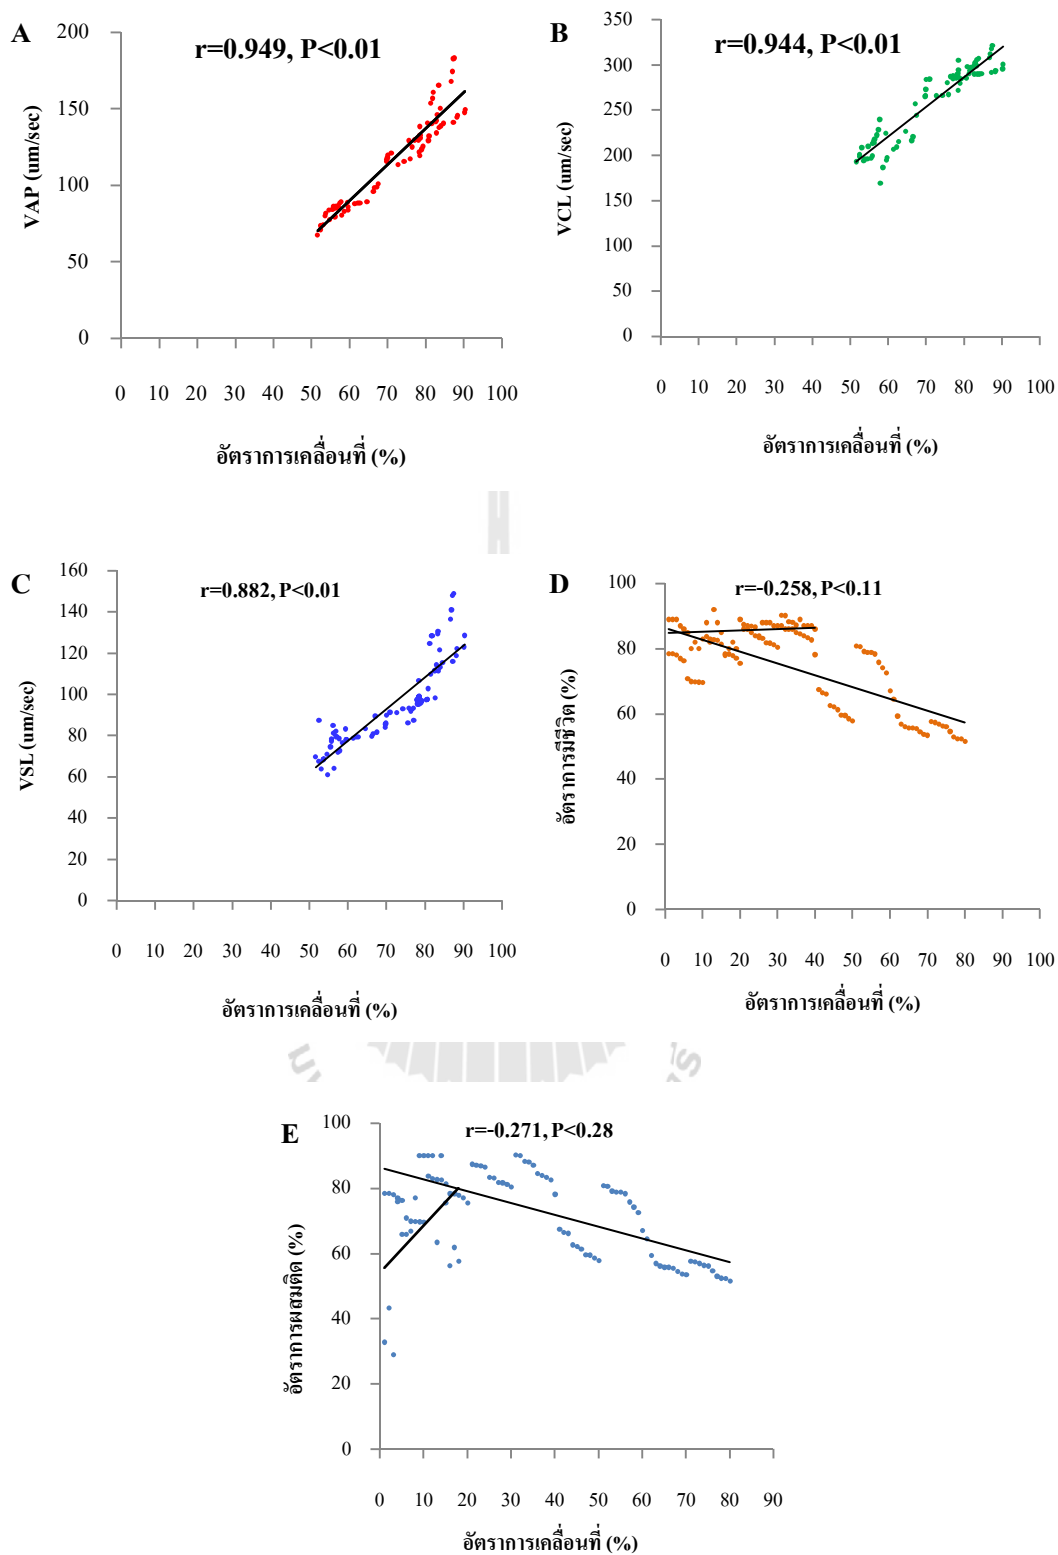 A
r=0.949, P<0.01
200
150
100
50
0
VAP (um/sec)
0 10 20 30 40 50 60 70 80 90 100
อัตราการเคลื่อนที่ (%)
B
r=0.944, P<0.01
350
300
250
200
150
100
50
0
VCL (um/sec)
0 10 20 30 40 50 60 70 80 90 100
อัตราการเคลื่อนที่ (%)
C
r=0.882, P<0.01
160
140
120
100
80
60
40
20
0
VSL (um/sec)
0 10 20 30 40 50 60 70 80 90 100
อัตราการเคลื่อนที่ (%)
D
r=-0.258, P<0.11
100
80
60
40
20
0
อัตราการมีชีวิต (%)
0 10 20 30 40 50 60 70 80 90 100
อัตราการเคลื่อนที่ (%)
E
r=-0.271, P<0.28
100
80
60
40
20
0
อัตราการผสมติด (%)
0 10 20 30 40 50 60 70 80 90
อัตราการเคลื่อนที่ (%)